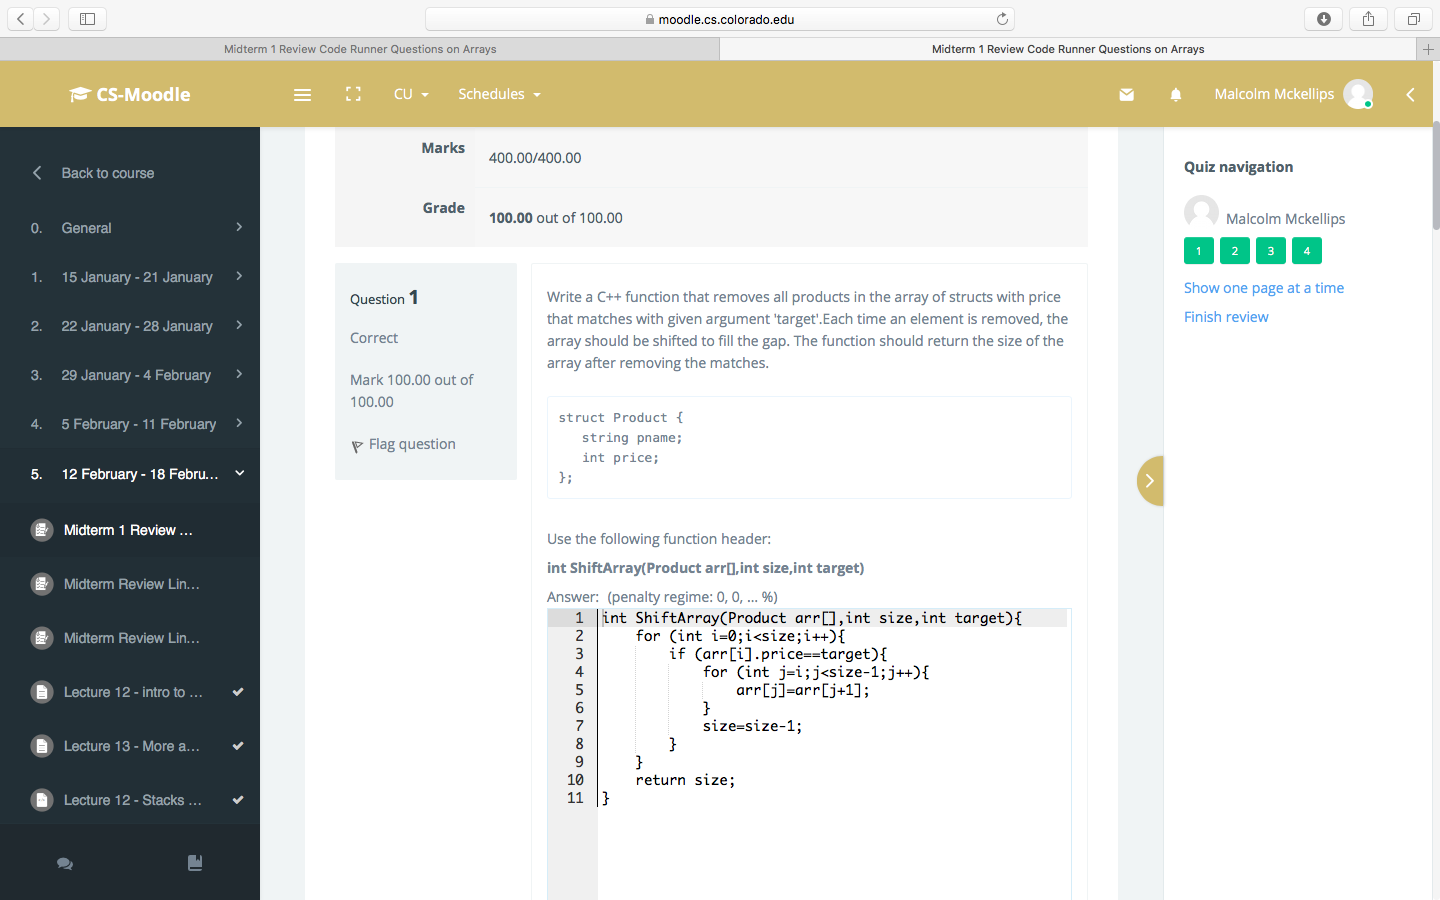 moodle.cs.colorado.edu
Midterm 1 Review Code Runner Questions on Arrays
Midterm 1 Review Code Runner Questions on Arrays
CS-Moodle
CU
Schedules
Malcolm Mckellips
Back to course
0. General
1. 15 January - 21 January
2. 22 January - 28 January
3. 29 January - 4 February
4. 5 February - 11 February
5. 12 February - 18 Febru...
Midterm 1 Review ...
Midterm Review Lin...
Midterm Review Lin...
Lecture 12 - intro to ...
Lecture 13 - More a...
Lecture 12 - Stacks ...
Marks 400.00/400.00
Grade 100.00 out of 100.00
Question 1
Correct
Mark 100.00 out of
100.00
Flag question
Write a C++ function that removes all products in the array of structs with price
that matches with given argument 'target'.Each time an element is removed, the
array should be shifted to fill the gap. The function should return the size of the
array after removing the matches.
struct Product {
string pname;
int price;
};
Use the following function header:
int ShiftArray(Product arr[],int size,int target)
Answer: (penalty regime: 0, 0, ... %)
1 int ShiftArray(Product arr[],int size,int target){
2 for (int i=0;i<size;i++){
3 if (arr[i].price==target){
4 for (int j=i;j<size-1;j++){
5 arr[j]=arr[j+1];
6 }
7 size=size-1;
8 }
9 }
10 return size;
11 }
Quiz navigation
Malcolm Mckellips
1 2 3 4
Show one page at a time
Finish review